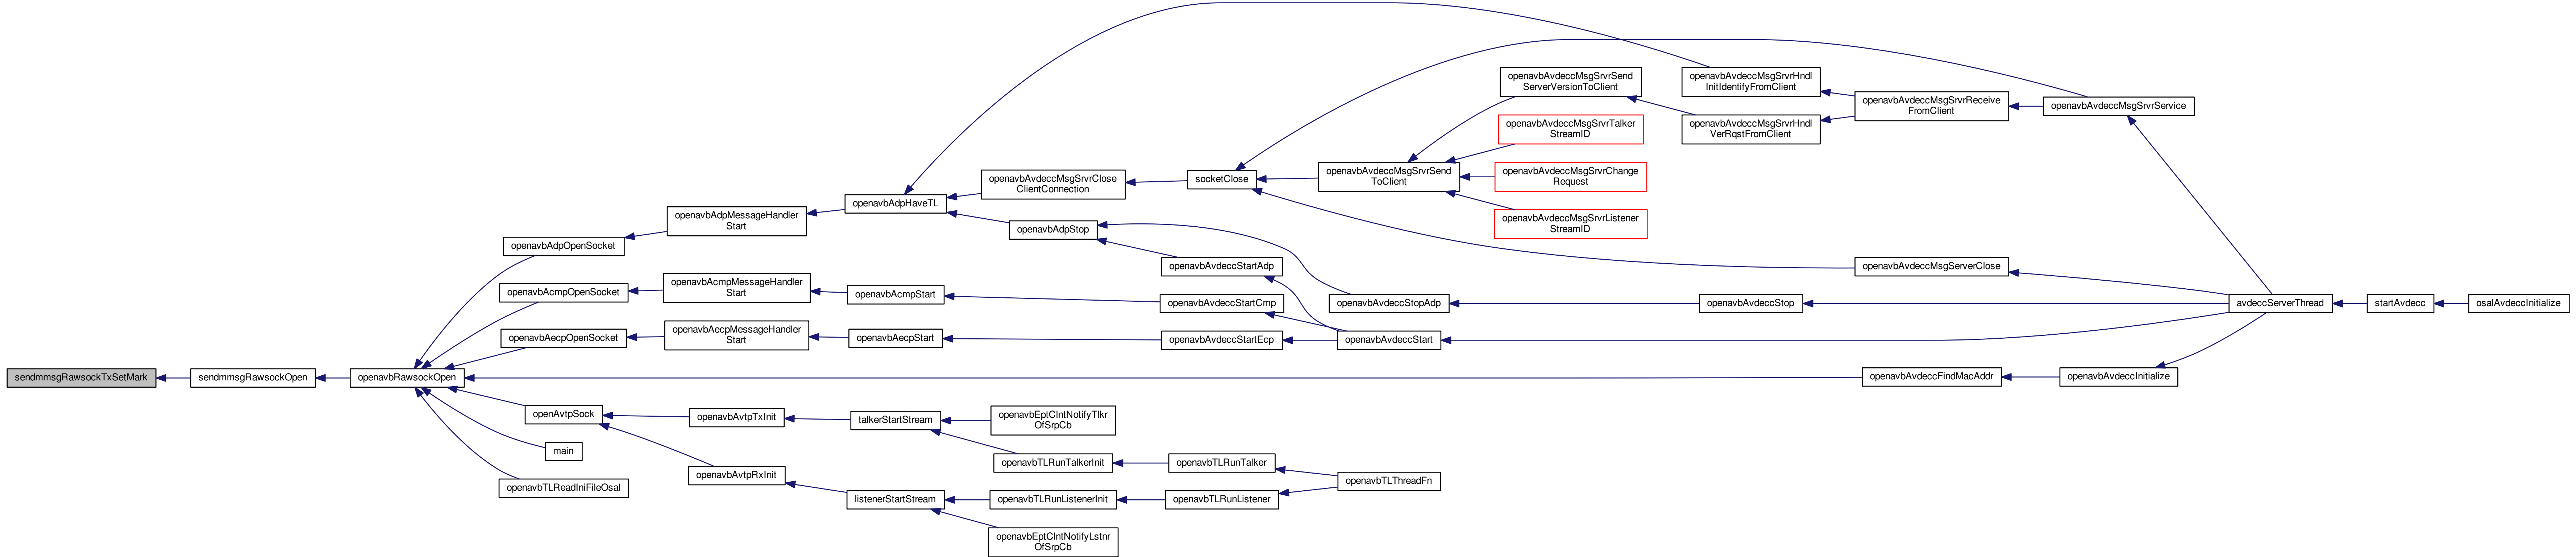 sendmmsgRawsockTxSetMark
sendmmsgRawsockOpen
openavbRawsockOpen
openavbAdpOpenSocket
openavbAdpMessageHandler
Start
openavbAdpHaveTL
openavbAvdeccMsgSrvrHndl
InitIdentifyFromClient
openavbAvdeccMsgSrvrReceive
FromClient
openavbAvdeccMsgSrvrService
avdeccServerThread
startAvdecc
osalAvdeccInitialize
openavbAvdeccMsgSrvrClose
ClientConnection
socketClose
openavbAvdeccMsgSrvrSend
ToClient
openavbAvdeccMsgSrvrSend
ServerVersionToClient
openavbAvdeccMsgSrvrHndl
VerRqstFromClient
openavbAvdeccMsgSrvrTalker
StreamID
openavbAvdeccMsgSrvrChange
Request
openavbAvdeccMsgSrvrListener
StreamID
openavbAvdeccMsgServerClose
openavbAdpStop
openavbAvdeccStartAdp
openavbAvdeccStopAdp
openavbAvdeccStop
openavbAvdeccStart
openavbAcmpOpenSocket
openavbAcmpMessageHandler
Start
openavbAcmpStart
openavbAvdeccStartCmp
openavbAecpOpenSocket
openavbAecpMessageHandler
Start
openavbAecpStart
openavbAvdeccStartEcp
openavbAvdeccFindMacAddr
openavbAvdeccInitialize
openAvtpSock
openavbAvtpTxInit
talkerStartStream
openavbEptClntNotifyTlkr
OfSrpCb
openavbTLRunTalkerInit
openavbTLRunTalker
openavbTLThreadFn
main
openavbAvtpRxInit
listenerStartStream
openavbTLRunListenerInit
openavbTLRunListener
openavbEptClntNotifyLstnr
OfSrpCb
openavbTLReadIniFileOsal